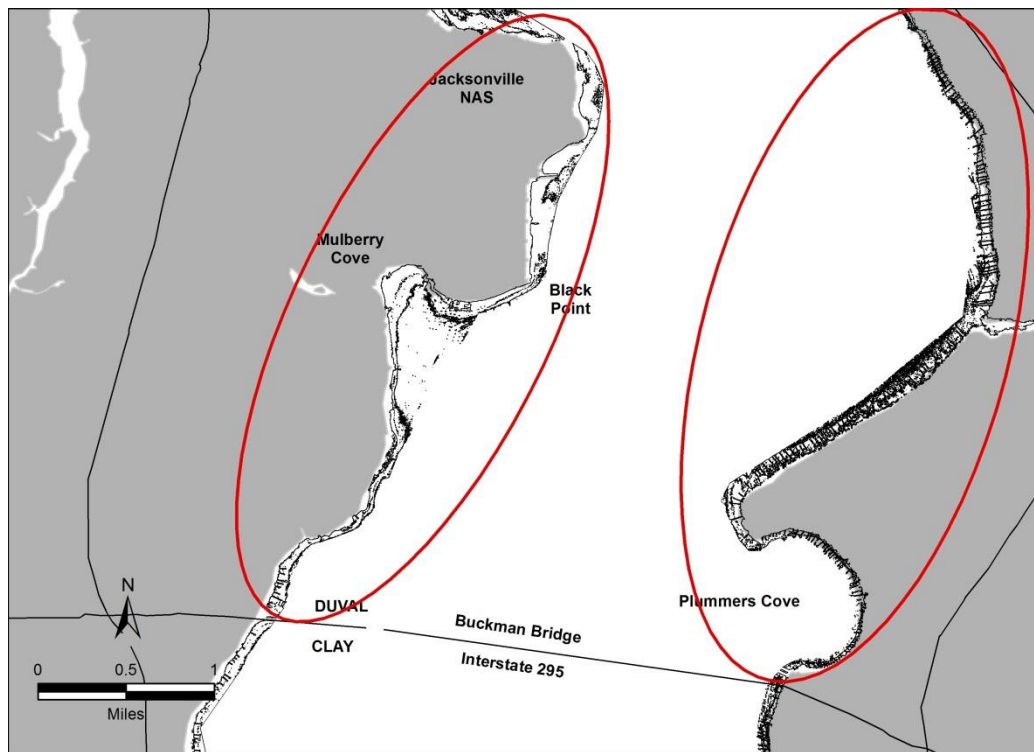 Jacksonville
NAS
Mulberry
Cove
Black
Point
Plummers Cove
N
DUVAL
CLAY
Buckman Bridge
Interstate 295
0 0.5 1
Miles